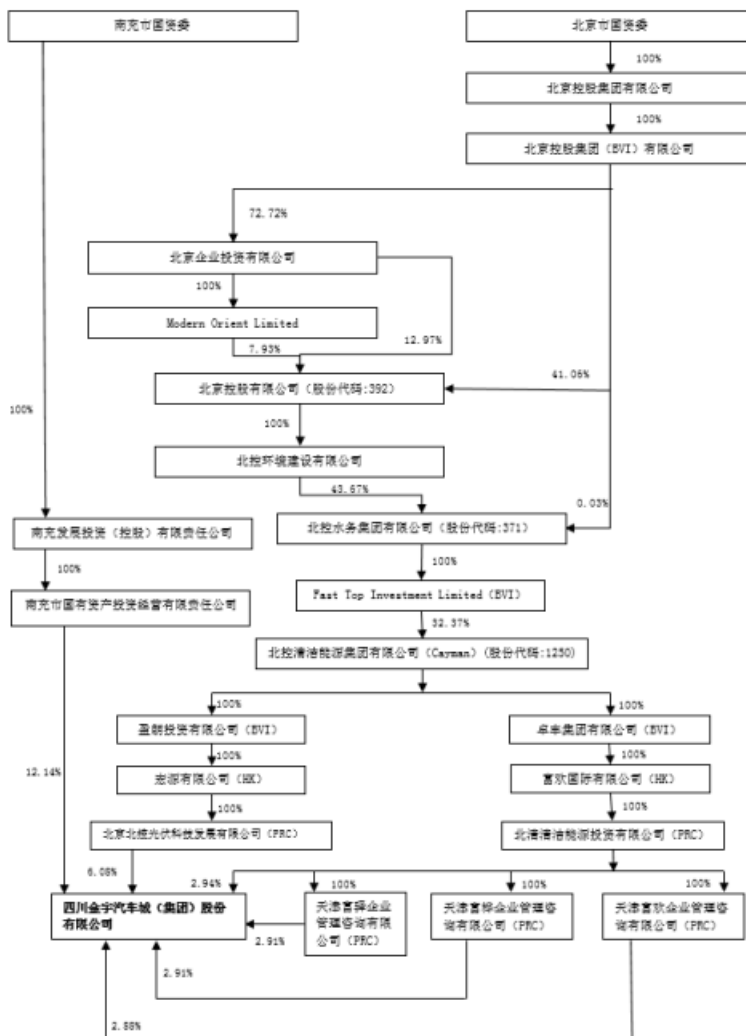 南充市国资委
北京市国资委
100%
北京控股集团有限公司
100%
北京控股集团（BVI）有限公司
72.72%
北京企业投资有限公司
100%
Modern Orient Limited
7.93%
12.97%
41.06%
北京控股有限公司（股份代码:392）
100%
100%
北控环境建设有限公司
43.67%
0.03%
南充发展投资（控股）有限责任公司
北控水务集团有限公司（股份代码:371）
100%
100%
南充市国有资产投资经营有限责任公司
Fast Top Investment Limited（BVI）
32.37%
北控清洁能源集团有限公司（Cayman）（股份代码:1250）
100%
100%
盈朗投资有限公司（BVI）
卓丰集团有限公司（BVI）
12.14%
100%
100%
宏源有限公司（HK）
富欢国际有限公司（HK）
100%
100%
北京北控光伏科技发展有限公司（PRC）
北清清洁能源投资有限公司（PRC）
6.08%
2.94%
100%
100%
100%
四川金宇汽车城（集团）股份
有限公司
天津富驿企业
管理咨询有限
公司（PRC）
天津富桦企业管理咨
询有限公司（PRC）
天津富欢企业管理咨
询有限公司（PRC）
2.91%
2.91%
2.88%